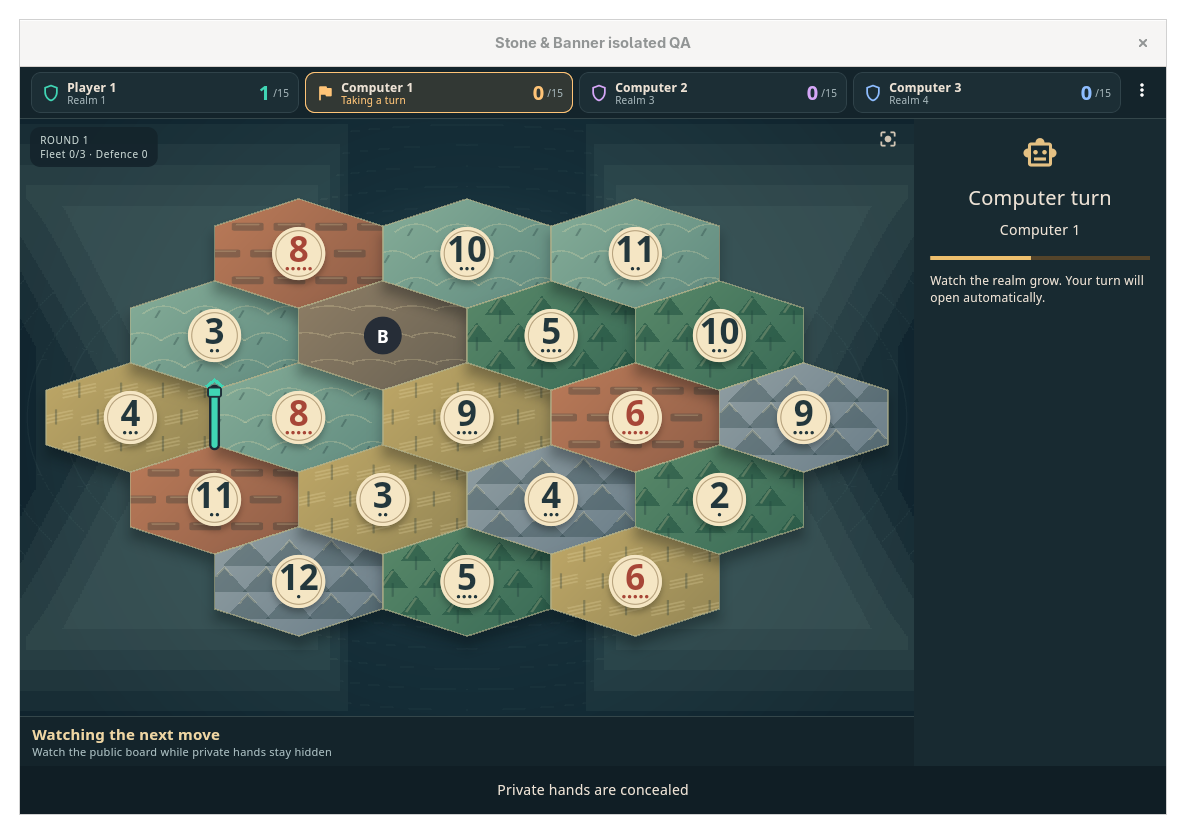 Stone & Banner isolated QA
×
Player 1
Realm 1
1 /15
Computer 1
Taking a turn
0 /15
Computer 2
Realm 3
0 /15
Computer 3
Realm 4
0 /15
ROUND 1
Fleet 0/3 · Defence 0
8
10
11
3
B
5
10
4
8
9
6
9
11
3
4
2
12
5
6
Computer turn
Computer 1
Watch the realm grow. Your turn will
open automatically.
Watching the next move
Watch the public board while private hands stay hidden
Private hands are concealed